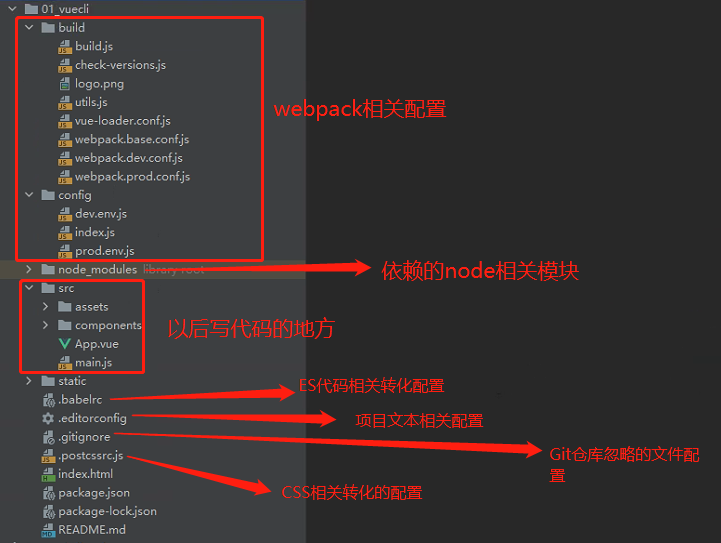 01_vuecli
build
build.js
check-versions.js
logo.png
utils.js
vue-loader.conf.js
webpack.base.conf.js
webpack.dev.conf.js
webpack.prod.conf.js
webpack相关配置
config
dev.env.js
index.js
prod.env.js
node_modules library root
依赖的node相关模块
src
assets
components
App.vue
main.js
以后写代码的地方
static
.babelrc
ES代码相关转化配置
.editorconfig
项目文本相关配置
.gitignore
Git仓库忽略的文件配
置
.postcssrc.js
CSS相关转化的配置
index.html
package.json
package-lock.json
README.md